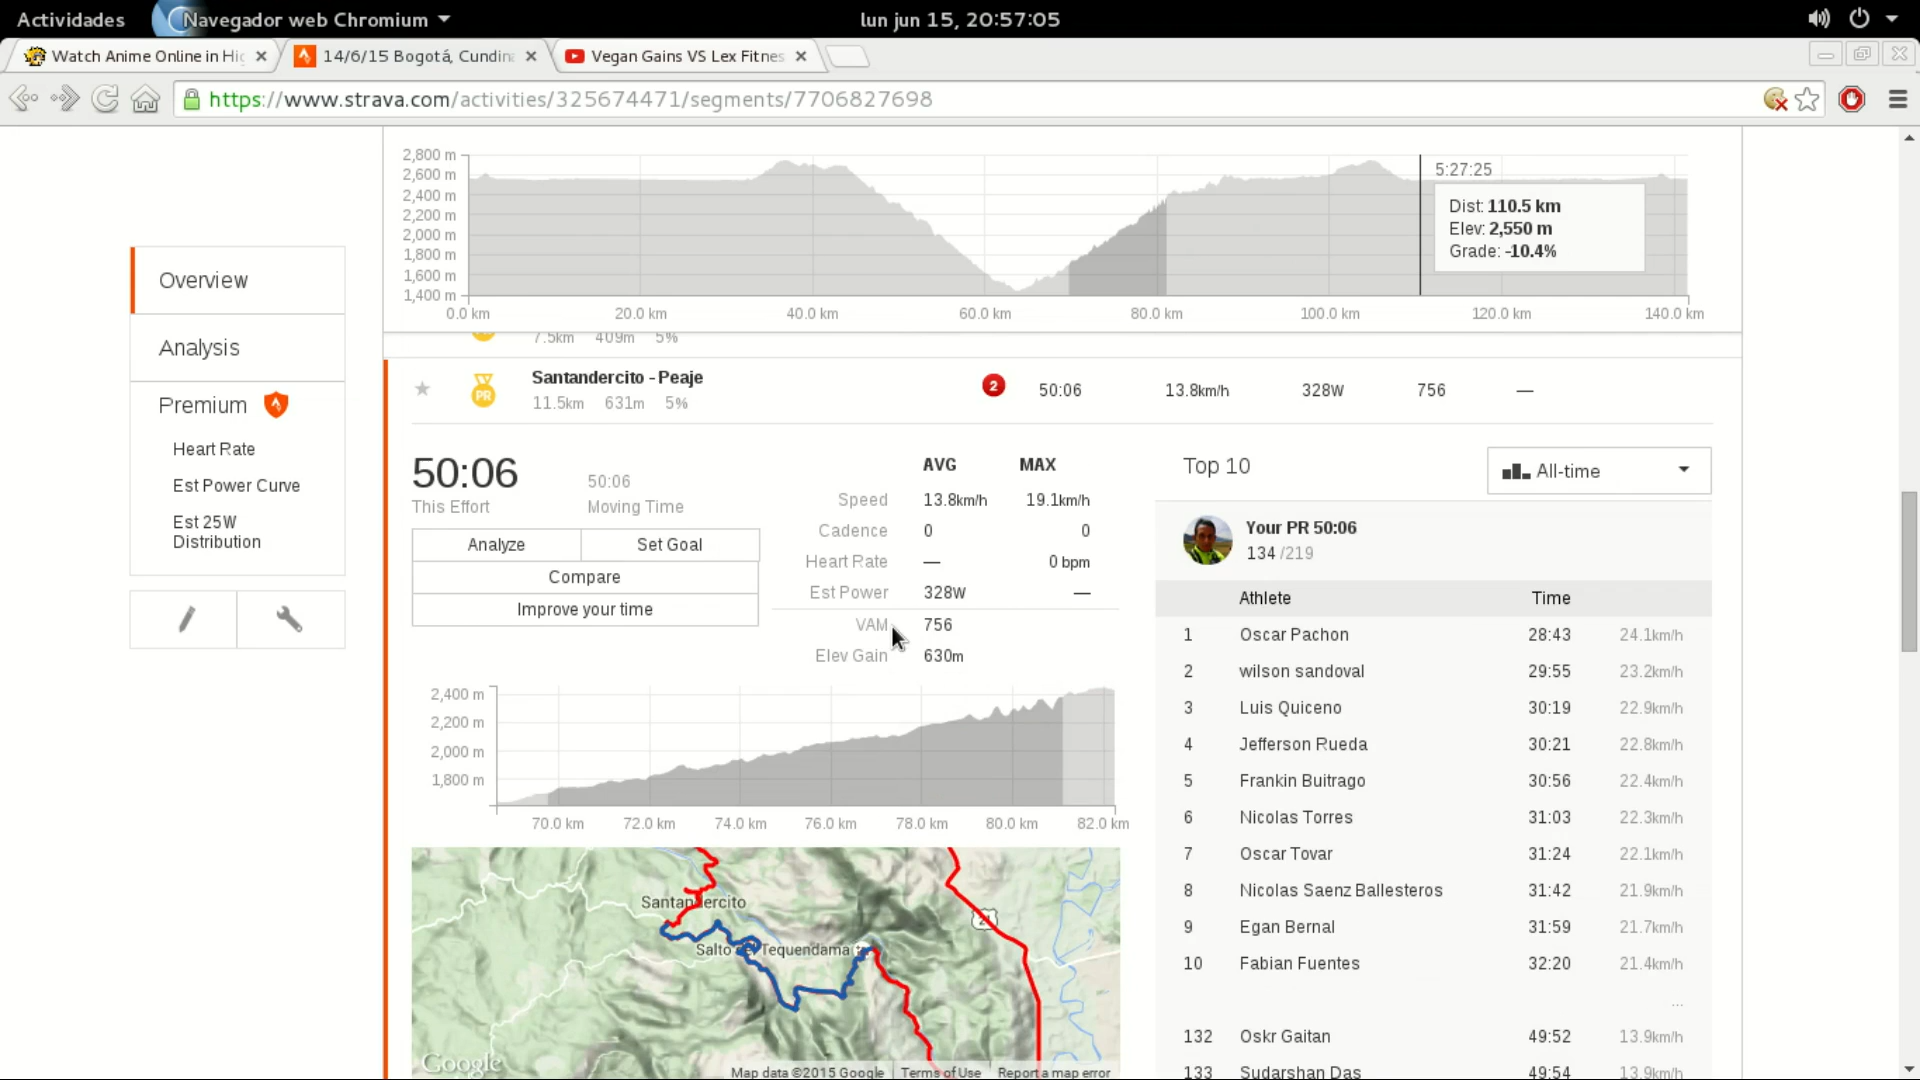 Actividades Navegador web Chromium lun jun 15, 20:57:05
Watch Anime Online in Hig 14/6/15 Bogotá, Cundina Vegan Gains VS Lex Fitnes
https://www.strava.com/activities/325674471/segments/7706827698
2,800 m
2,600 m
2,400 m
2,200 m
2,000 m
1,800 m
1,600 m
1,400 m
5:27:25
Dist: 110.5 km
Elev: 2,550 m
Grade: -10.4%
0.0 km 20.0 km 40.0 km 60.0 km 80.0 km 100.0 km 120.0 km 140.0 km
Overview
Analysis
Premium
Heart Rate
Est Power Curve
Est 25W
Distribution
7.5km 409m 5%
PR Santandercito - Peaje 2 50:06 13.8km/h 328W 756 —
11.5km 631m 5%
50:06 50:06
This Effort Moving Time
Analyze Set Goal
Compare
Improve your time
AVG MAX
Speed 13.8km/h 19.1km/h
Cadence 0 0
Heart Rate — 0 bpm
Est Power 328W —
VAM 756
Elev Gain 630m
2,400 m
2,200 m
2,000 m
1,800 m
70.0 km 72.0 km 74.0 km 76.0 km 78.0 km 80.0 km 82.0 km
Santandercito
Salto del Tequendama
21
Google Map data ©2015 Google Terms of Use Report a map error
Top 10 All-time
Your PR 50:06
134 /219
Athlete Time
1 Oscar Pachon 28:43 24.1km/h
2 wilson sandoval 29:55 23.2km/h
3 Luis Quiceno 30:19 22.9km/h
4 Jefferson Rueda 30:21 22.8km/h
5 Frankin Buitrago 30:56 22.4km/h
6 Nicolas Torres 31:03 22.3km/h
7 Oscar Tovar 31:24 22.1km/h
8 Nicolas Saenz Ballesteros 31:42 21.9km/h
9 Egan Bernal 31:59 21.7km/h
10 Fabian Fuentes 32:20 21.4km/h
...
132 Oskr Gaitan 49:52 13.9km/h
133 Sudarshan Das 49:54 13.9km/h